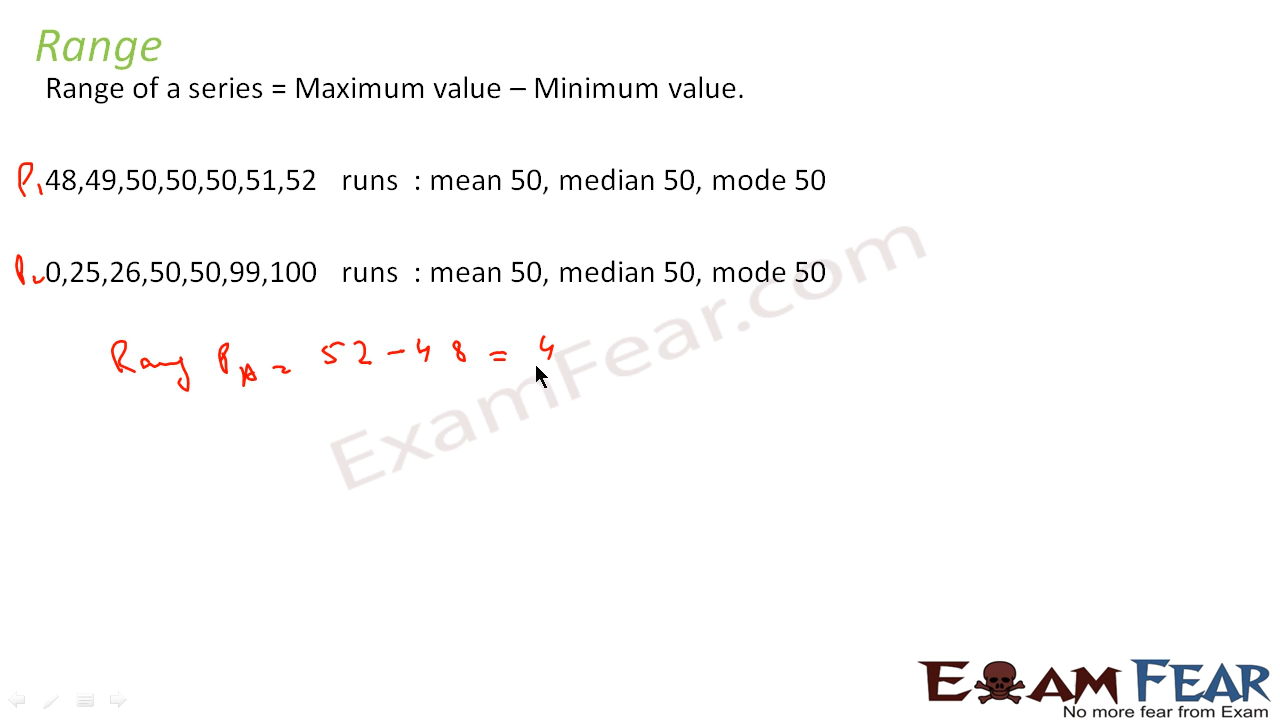 Range
Range of a series = Maximum value – Minimum value.
P1 48,49,50,50,50,51,52 runs : mean 50, median 50, mode 50
P2 0,25,26,50,50,99,100 runs : mean 50, median 50, mode 50
Rang PA = 52 - 48 = 4
ExamFear.com
EXAM FEAR
No more fear from Exam